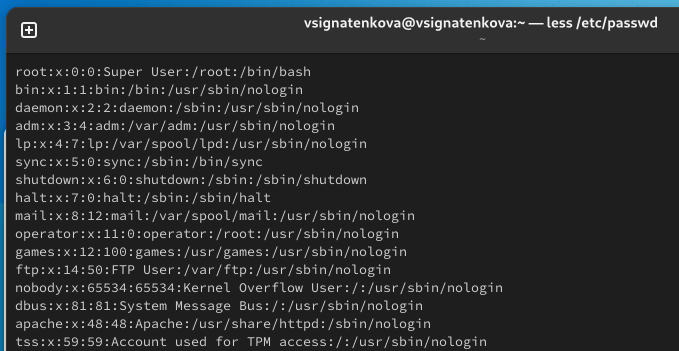 vsignatenkova@vsignatenkova:~ — less /etc/passwd
~
root:x:0:0:Super User:/root:/bin/bash
bin:x:1:1:bin:/bin:/usr/sbin/nologin
daemon:x:2:2:daemon:/sbin:/usr/sbin/nologin
adm:x:3:4:adm:/var/adm:/usr/sbin/nologin
lp:x:4:7:lp:/var/spool/lpd:/usr/sbin/nologin
sync:x:5:0:sync:/sbin:/bin/sync
shutdown:x:6:0:shutdown:/sbin:/sbin/shutdown
halt:x:7:0:halt:/sbin:/sbin/halt
mail:x:8:12:mail:/var/spool/mail:/usr/sbin/nologin
operator:x:11:0:operator:/root:/usr/sbin/nologin
games:x:12:100:games:/usr/games:/usr/sbin/nologin
ftp:x:14:50:FTP User:/var/ftp:/usr/sbin/nologin
nobody:x:65534:65534:Kernel Overflow User:/:/usr/sbin/nologin
dbus:x:81:81:System Message Bus:/:/usr/sbin/nologin
apache:x:48:48:Apache:/usr/share/httpd:/sbin/nologin
tss:x:59:59:Account used for TPM access:/:/usr/sbin/nologin